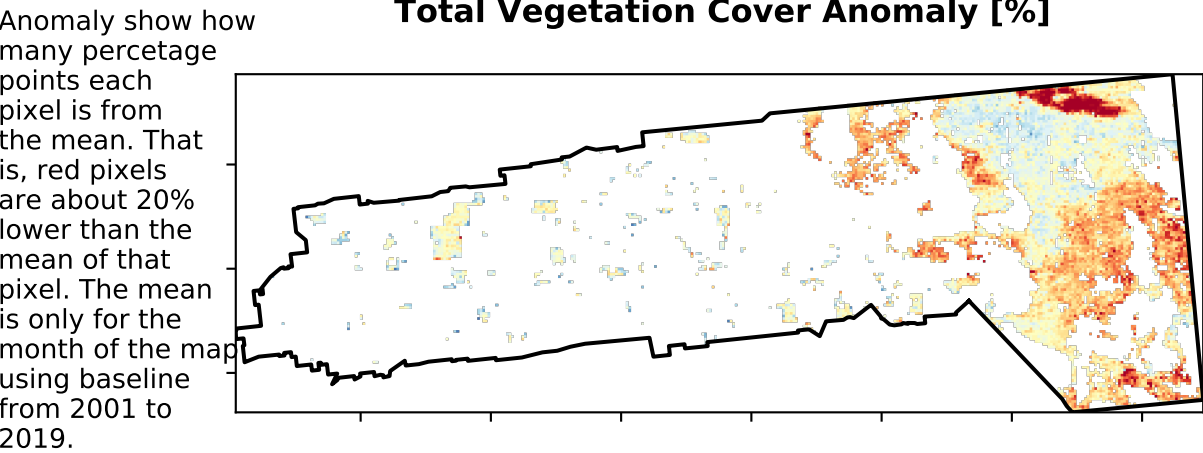 Total Vegetation Cover Anomaly [%]
Anomaly show how
many percetage
points each
pixel is from
the mean. That
is, red pixels
are about 20%
lower than the
mean of that
pixel. The mean
is only for the
month of the map
using baseline
from 2001 to
2019.